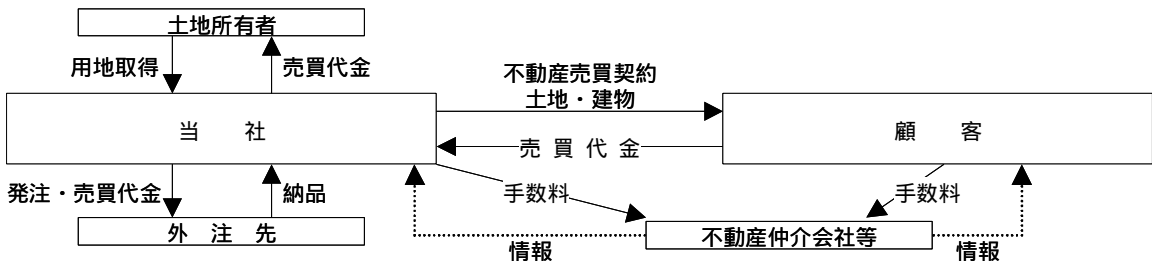 土地所有者
用地取得
売買代金
不動産売買契約
土地・建物
当 社
顧 客
売 買 代 金
発注・売買代金
納品
手数料
手数料
外 注 先
不動産仲介会社等
情報
情報